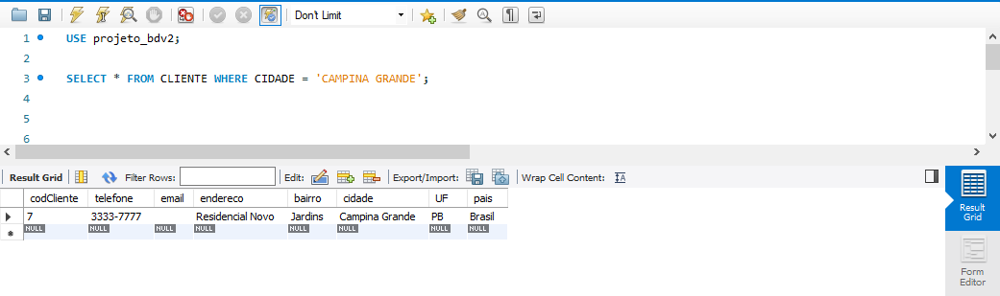 Don't Limit
1 USE projeto_bdv2;
2
3 SELECT * FROM CLIENTE WHERE CIDADE = 'CAMPINA GRANDE';
4
5
6
Result Grid Filter Rows: Edit: Export/Import: Wrap Cell Content:
codCliente telefone email endereco bairro cidade UF pais
7 3333-7777 Residencial Novo Jardins Campina Grande PB Brasil
NULL NULL NULL NULL NULL NULL NULL NULL
Result
Grid
Form
Editor